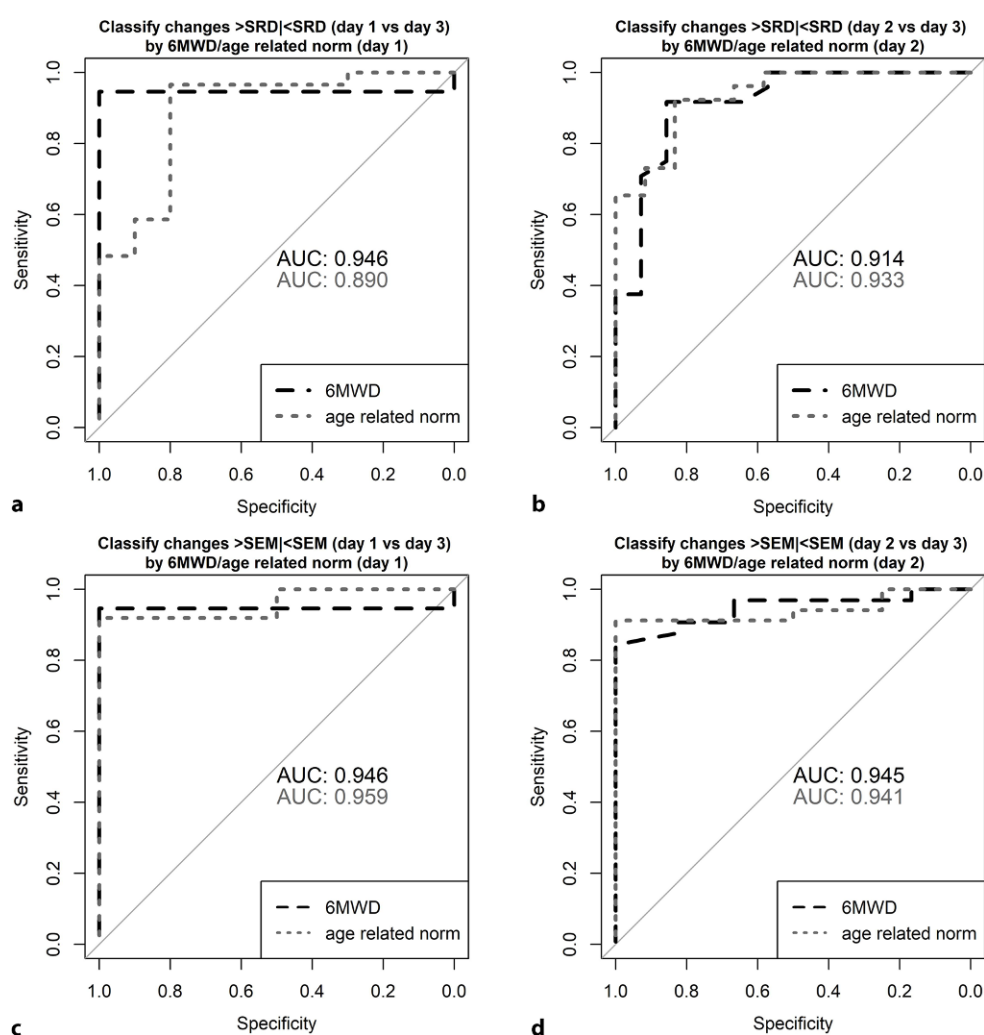 Classify changes >SRD|<SRD (day 1 vs day 3)
by 6MWD/age related norm (day 1)
1.0
0.8
0.6
0.4
0.2
0.0
Sensitivity
AUC: 0.946
AUC: 0.890
6MWD
age related norm
1.0 0.8 0.6 0.4 0.2 0.0
Specificity
a
Classify changes >SRD|<SRD (day 2 vs day 3)
by 6MWD/age related norm (day 2)
1.0
0.8
0.6
0.4
0.2
0.0
Sensitivity
AUC: 0.914
AUC: 0.933
6MWD
age related norm
1.0 0.8 0.6 0.4 0.2 0.0
Specificity
b
Classify changes >SEM|<SEM (day 1 vs day 3)
by 6MWD/age related norm (day 1)
1.0
0.8
0.6
0.4
0.2
0.0
Sensitivity
AUC: 0.946
AUC: 0.959
6MWD
age related norm
1.0 0.8 0.6 0.4 0.2 0.0
Specificity
c
Classify changes >SEM|<SEM (day 2 vs day 3)
by 6MWD/age related norm (day 2)
1.0
0.8
0.6
0.4
0.2
0.0
Sensitivity
AUC: 0.945
AUC: 0.941
6MWD
age related norm
1.0 0.8 0.6 0.4 0.2 0.0
Specificity
d